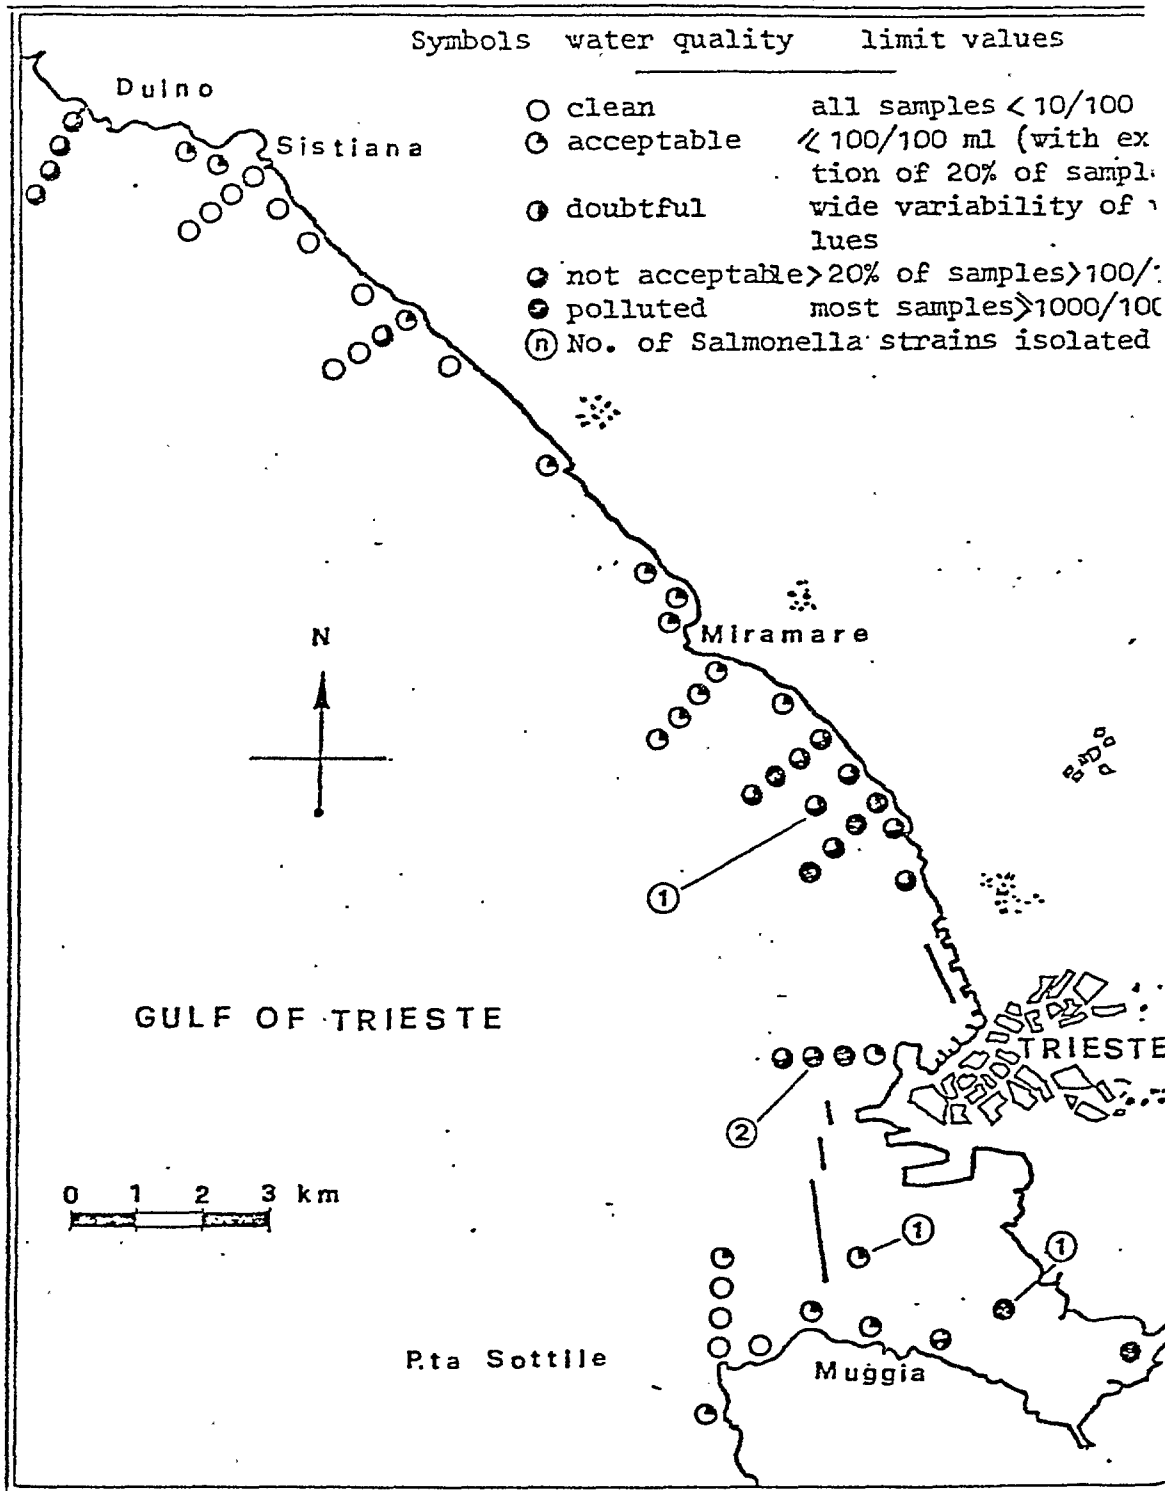 Symbols water quality limit values
clean all samples < 10/100
acceptable ≤ 100/100 ml (with ex
tion of 20% of sampl
doubtful wide variability of
lues
not acceptable >20% of samples >100/
polluted most samples ≥1000/100
n No. of Salmonella strains isolated
Duino
Sistiana
Miramare
N
1
GULF OF TRIESTE
TRIESTE
2
0 1 2 3 km
1
1
P.ta Sottile
Muggia